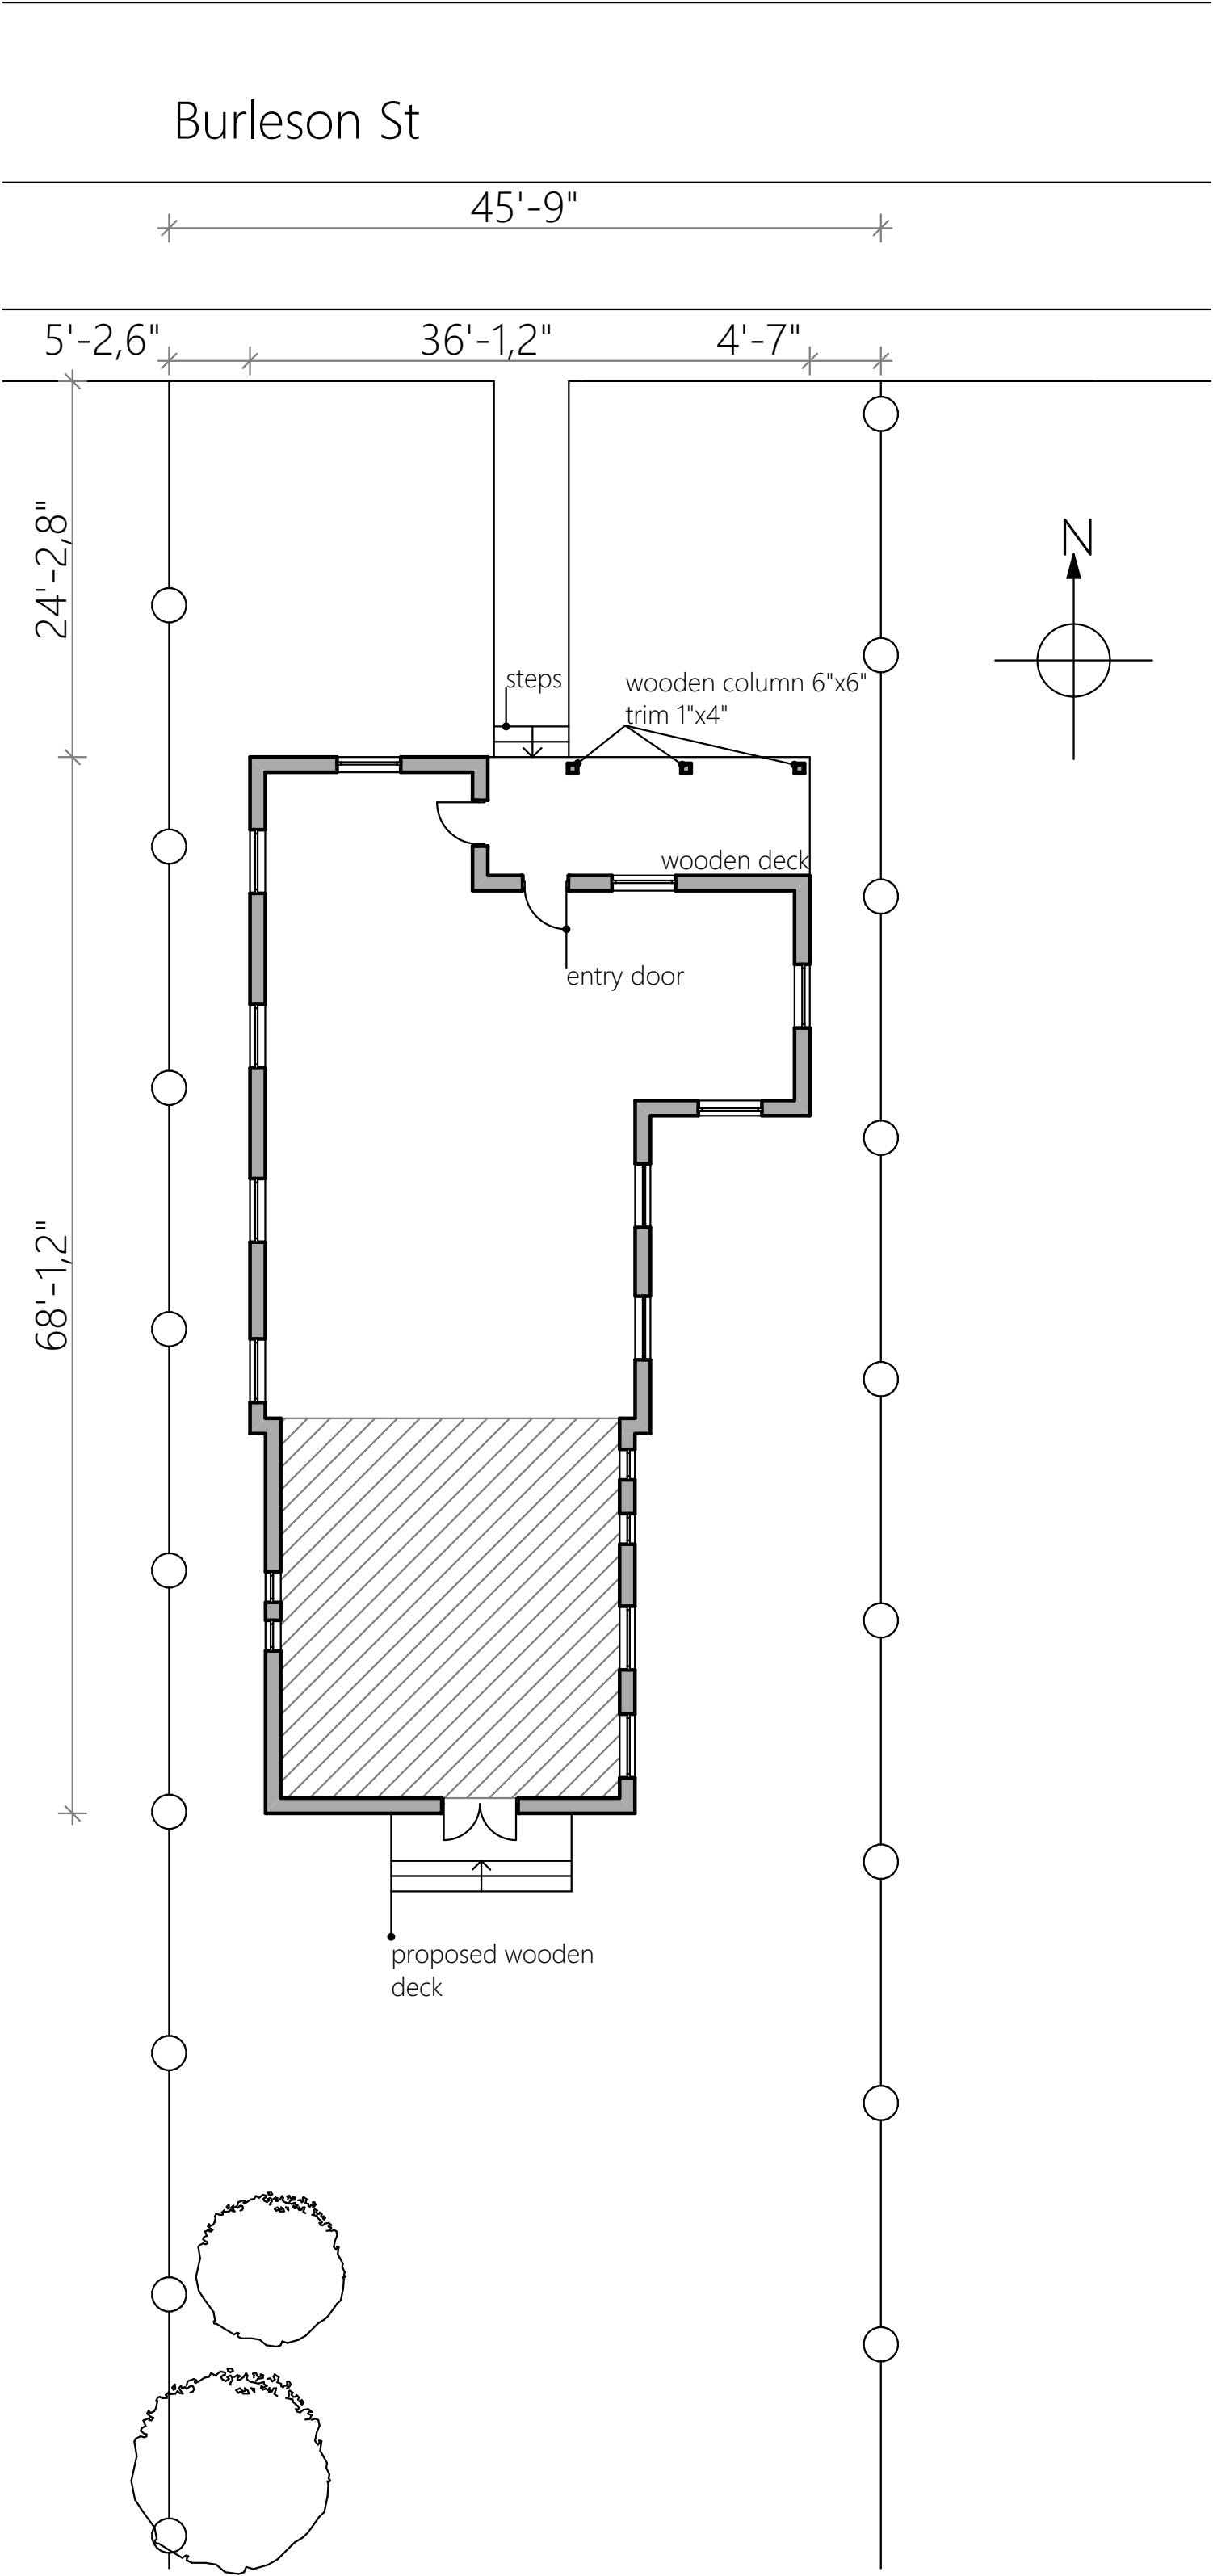 Burleson St
45'-9"
5'-2,6"
36'-1,2"
4'-7"
24'-2,8"
N
steps
wooden column 6"x6"
trim 1"x4"
wooden deck
entry door
68'-1,2"
proposed wooden
deck